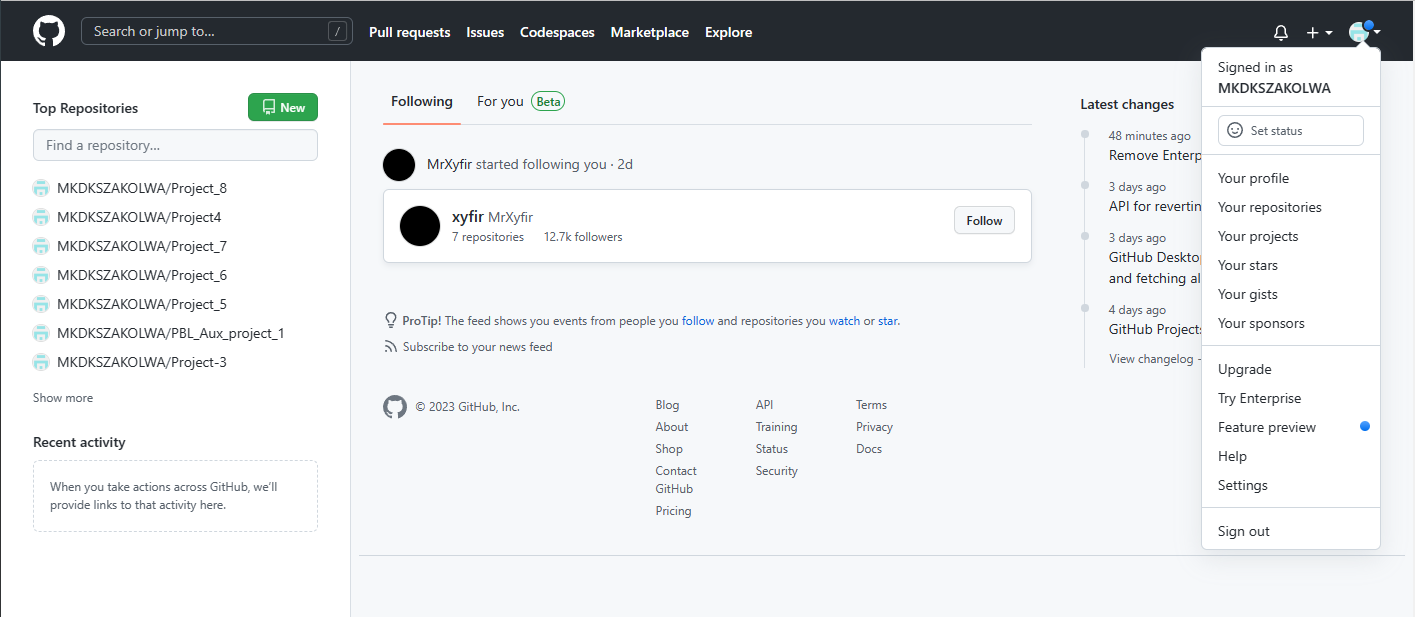 Search or jump to...
/
Pull requests
Issues
Codespaces
Marketplace
Explore
Top Repositories
New
Find a repository...
MKDKSZAKOLWA/Project_8
MKDKSZAKOLWA/Project4
MKDKSZAKOLWA/Project_7
MKDKSZAKOLWA/Project_6
MKDKSZAKOLWA/Project_5
MKDKSZAKOLWA/PBL_Aux_project_1
MKDKSZAKOLWA/Project-3
Show more
Recent activity
When you take actions across GitHub, we'll
provide links to that activity here.
Following
For you
Beta
MrXyfir started following you · 2d
xyfir MrXyfir
7 repositories
12.7k followers
Follow
ProTip! The feed shows you events from people you follow and repositories you watch or star.
Subscribe to your news feed
© 2023 GitHub, Inc.
Blog
About
Shop
Contact
GitHub
Pricing
API
Training
Status
Security
Terms
Privacy
Docs
Latest changes
48 minutes ago
Remove Enterp
3 days ago
API for revertin
3 days ago
GitHub Deskto
and fetching al
4 days ago
GitHub Projects
View changelog
Signed in as
MKDKSZAKOLWA
Set status
Your profile
Your repositories
Your projects
Your stars
Your gists
Your sponsors
Upgrade
Try Enterprise
Feature preview
Help
Settings
Sign out